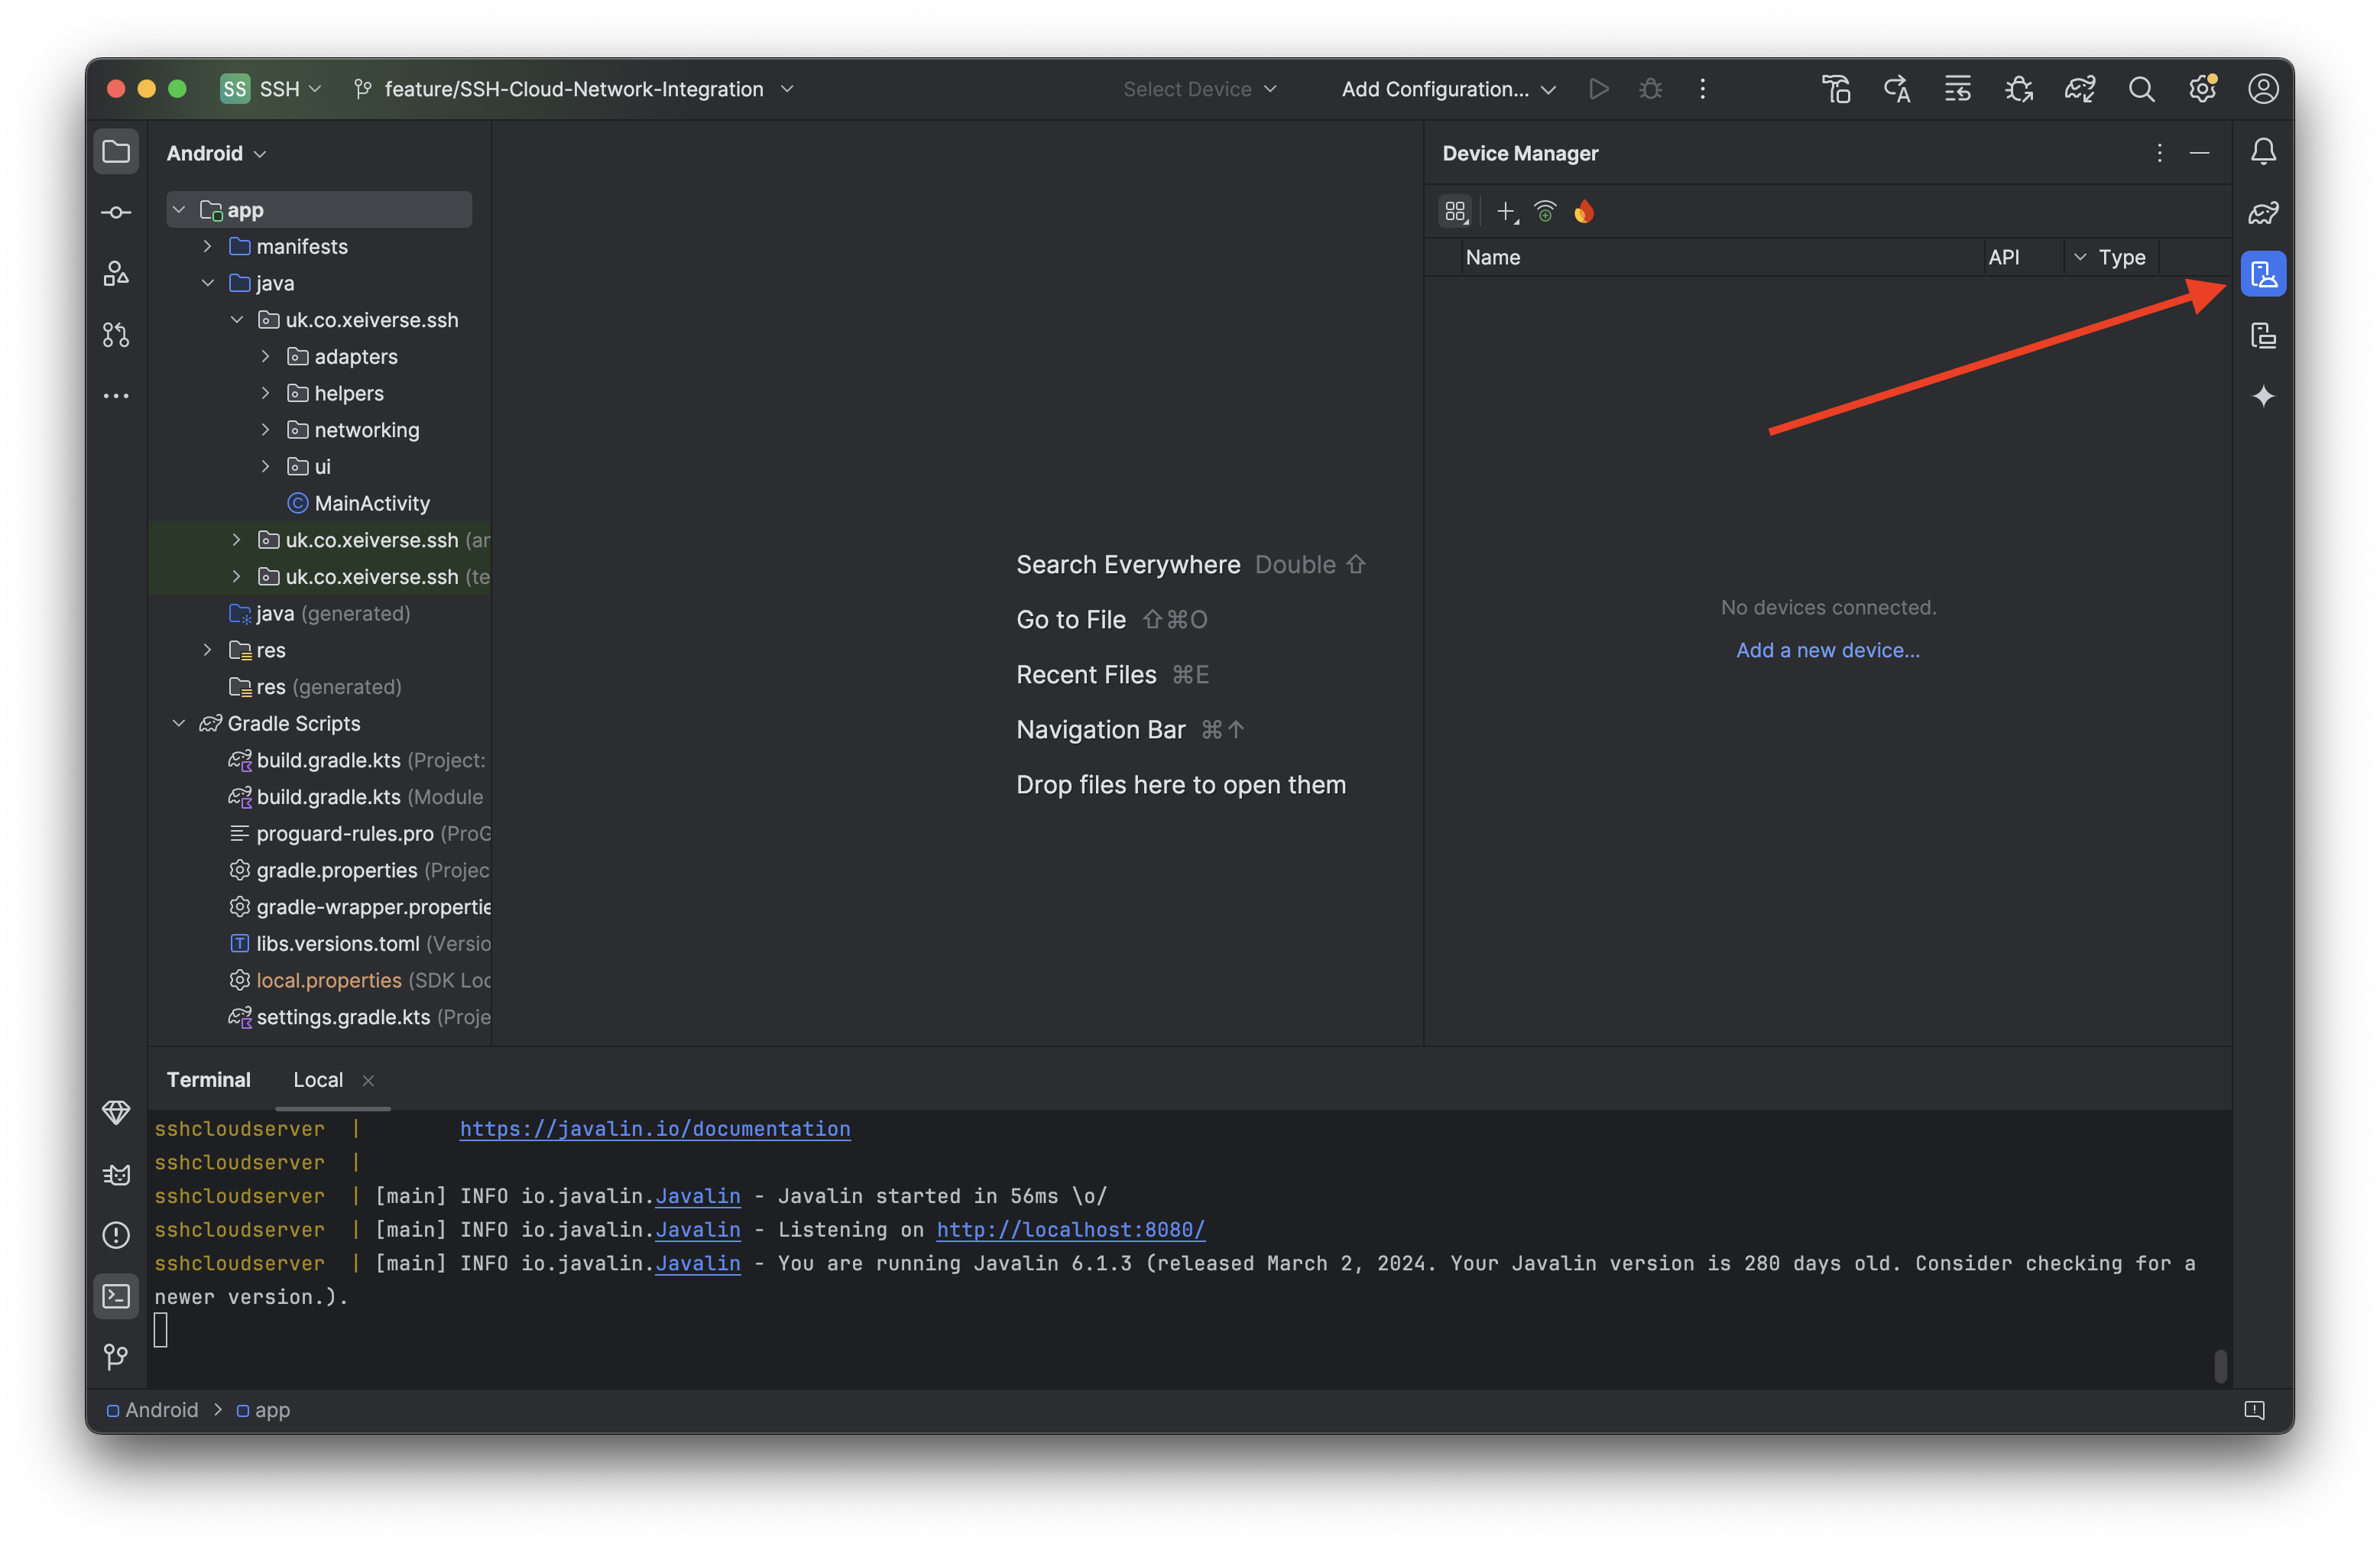 SS SSH feature/SSH-Cloud-Network-Integration Select Device Add Configuration...
Android
app
manifests
java
uk.co.xeiverse.ssh
adapters
helpers
networking
ui
MainActivity
uk.co.xeiverse.ssh (ar
uk.co.xeiverse.ssh (te
java (generated)
res
res (generated)
Gradle Scripts
build.gradle.kts (Project:
build.gradle.kts (Module
proguard-rules.pro (ProG
gradle.properties (Projec
gradle-wrapper.propertie
libs.versions.toml (Versio
local.properties (SDK Loc
settings.gradle.kts (Proje
Search Everywhere Double ⇧
Go to File ⇧⌘O
Recent Files ⌘E
Navigation Bar ⌘↑
Drop files here to open them
Device Manager
Name API Type
No devices connected.
Add a new device...
Terminal Local
sshcloudserver | https://javalin.io/documentation
sshcloudserver |
sshcloudserver | [main] INFO io.javalin.Javalin - Javalin started in 56ms \o/
sshcloudserver | [main] INFO io.javalin.Javalin - Listening on http://localhost:8080/
sshcloudserver | [main] INFO io.javalin.Javalin - You are running Javalin 6.1.3 (released March 2, 2024. Your Javalin version is 280 days old. Consider checking for a
newer version.).
Android > app